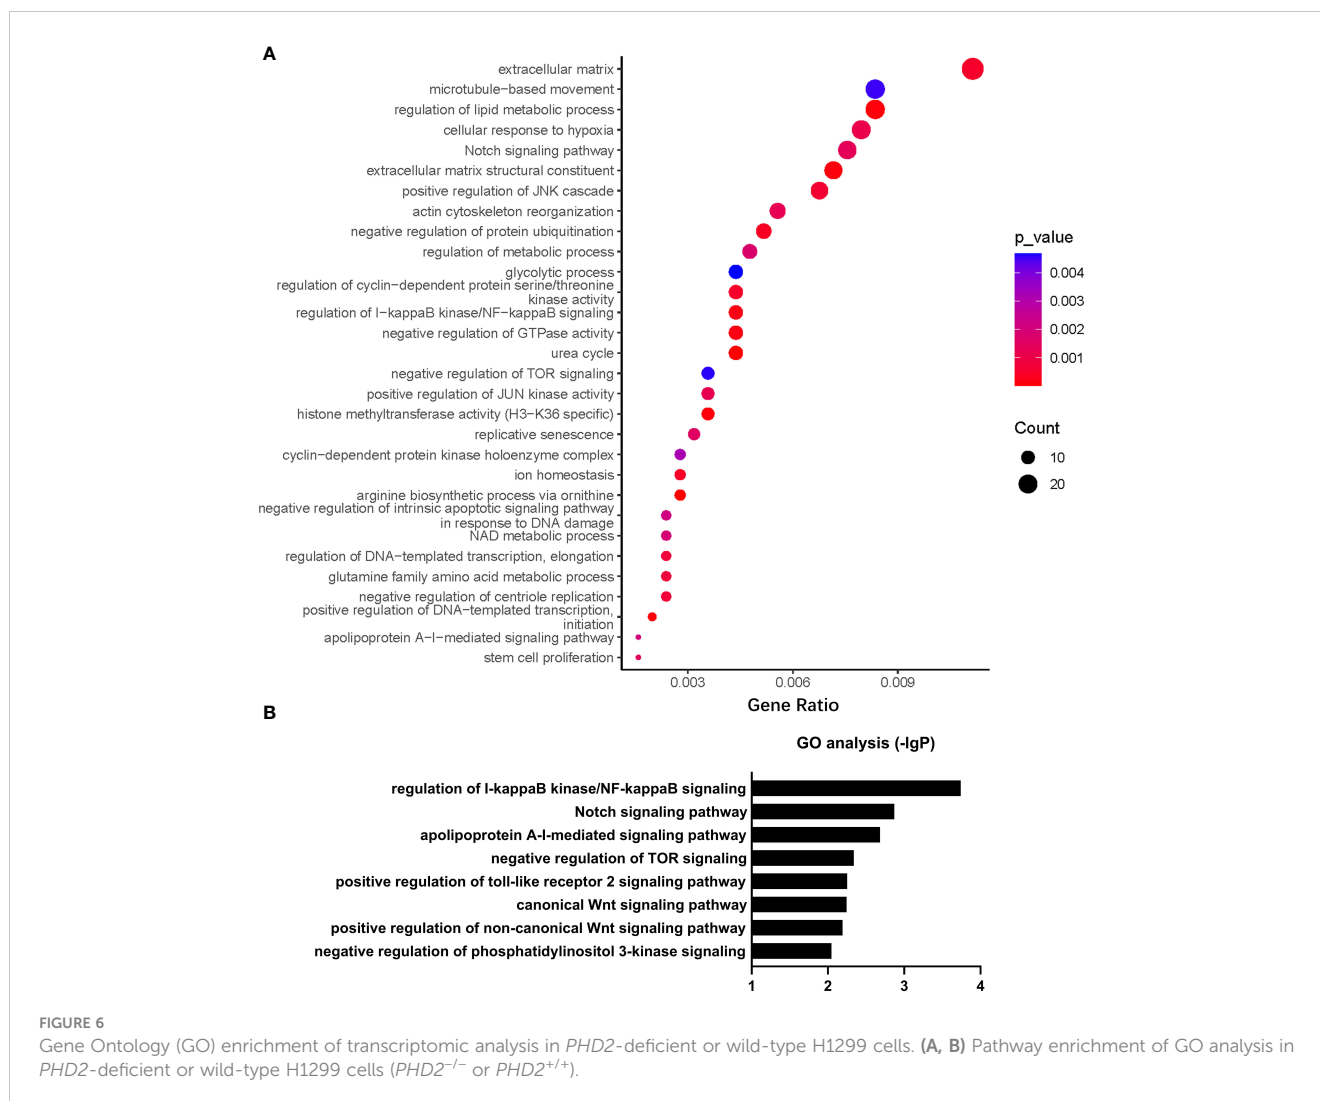 A
extracellular matrix
microtubule−based movement
regulation of lipid metabolic process
cellular response to hypoxia
Notch signaling pathway
extracellular matrix structural constituent
positive regulation of JNK cascade
actin cytoskeleton reorganization
negative regulation of protein ubiquitination
regulation of metabolic process
glycolytic process
regulation of cyclin−dependent protein serine/threonine
kinase activity
regulation of I−kappaB kinase/NF−kappaB signaling
negative regulation of GTPase activity
urea cycle
negative regulation of TOR signaling
positive regulation of JUN kinase activity
histone methyltransferase activity (H3−K36 specific)
replicative senescence
cyclin−dependent protein kinase holoenzyme complex
ion homeostasis
arginine biosynthetic process via ornithine
negative regulation of intrinsic apoptotic signaling pathway
in response to DNA damage
NAD metabolic process
regulation of DNA−templated transcription, elongation
glutamine family amino acid metabolic process
negative regulation of centriole replication
positive regulation of DNA−templated transcription,
initiation
apolipoprotein A−I−mediated signaling pathway
stem cell proliferation
0.003 0.006 0.009
Gene Ratio
p_value
0.004
0.003
0.002
0.001
Count
10
20
B
GO analysis (-lgP)
regulation of I-kappaB kinase/NF-kappaB signaling
Notch signaling pathway
apolipoprotein A-I-mediated signaling pathway
negative regulation of TOR signaling
positive regulation of toll-like receptor 2 signaling pathway
canonical Wnt signaling pathway
positive regulation of non-canonical Wnt signaling pathway
negative regulation of phosphatidylinositol 3-kinase signaling
1 2 3 4
FIGURE 6
Gene Ontology (GO) enrichment of transcriptomic analysis in PHD2-deficient or wild-type H1299 cells. (A, B) Pathway enrichment of GO analysis in
PHD2-deficient or wild-type H1299 cells (PHD2−/− or PHD2+/+).